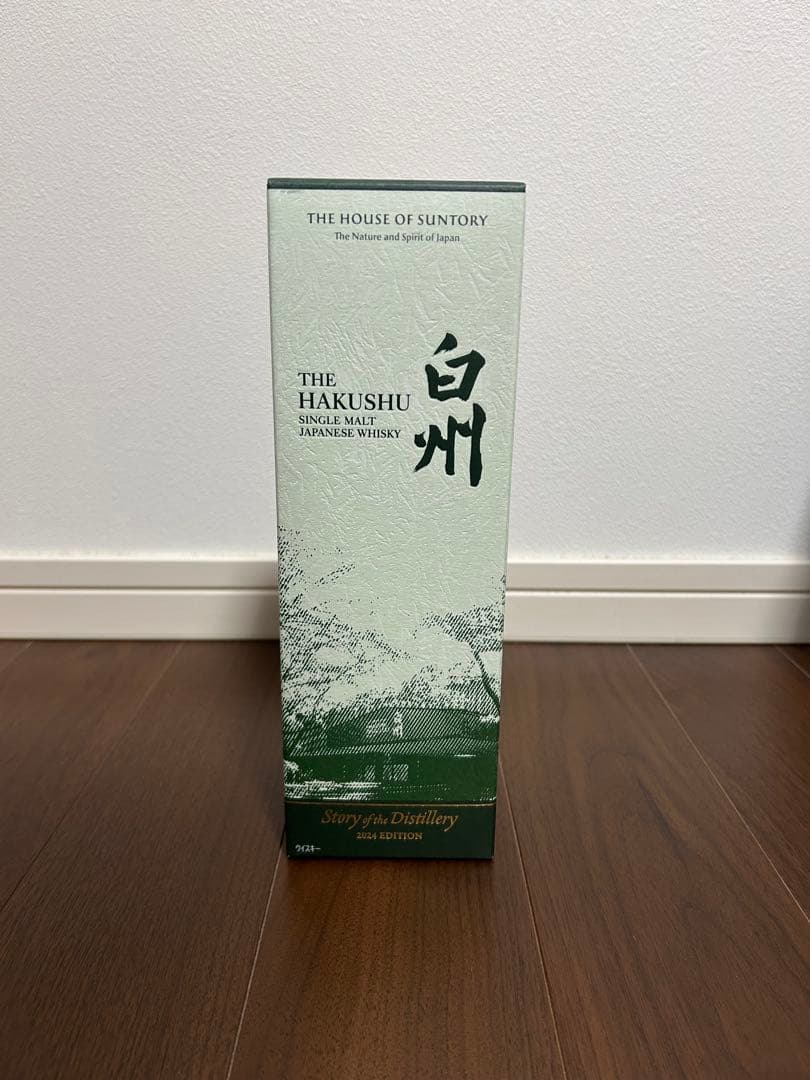 THE HOUSE OF SUNTORY
The Nature and Spirit of Japan
白州
THE
HAKUSHU
SINGLE MALT
JAPANESE WHISKY
Story of the Distillery
2024 EDITION
ウイスキー